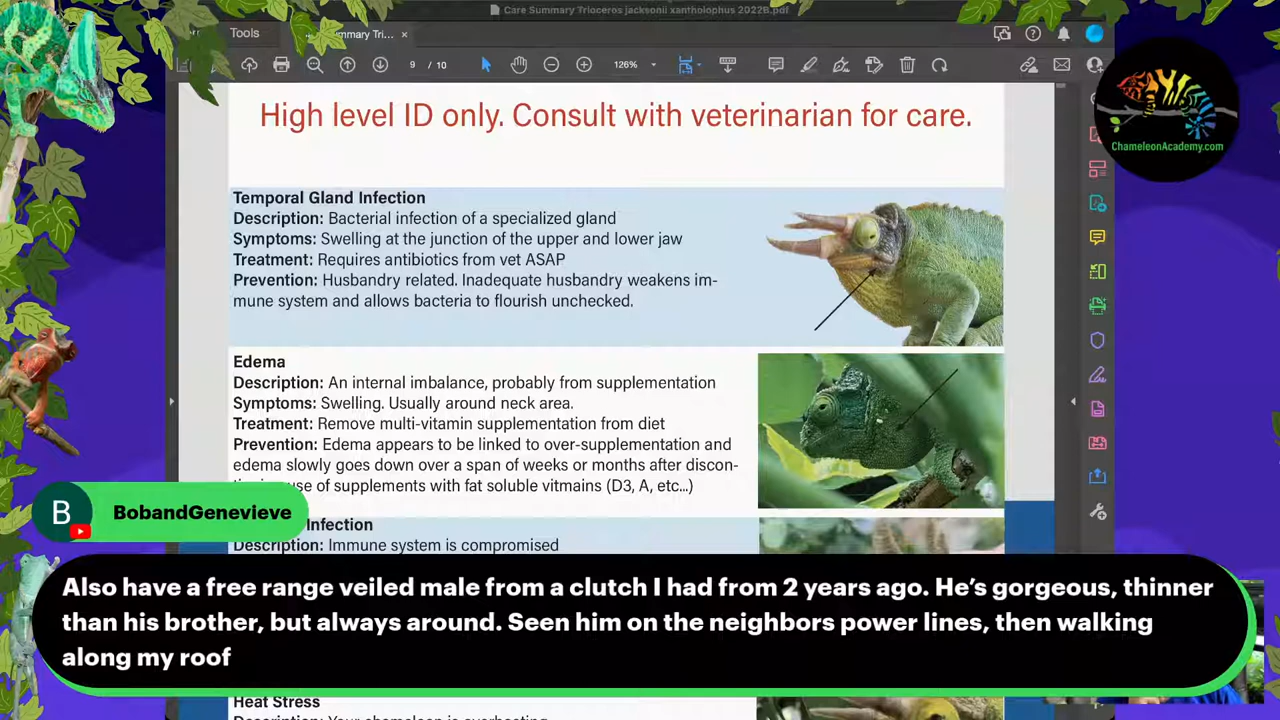 Care Summary Trioceros jacksonii xantholophus 2022B.pdf
Tools
mmary Tri... ×
9 / 10
126%
ChameleonAcademy.com
High level ID only. Consult with veterinarian for care.
Temporal Gland Infection
Description: Bacterial infection of a specialized gland
Symptoms: Swelling at the junction of the upper and lower jaw
Treatment: Requires antibiotics from vet ASAP
Prevention: Husbandry related. Inadequate husbandry weakens im-
mune system and allows bacteria to flourish unchecked.
Edema
Description: An internal imbalance, probably from supplementation
Symptoms: Swelling. Usually around neck area.
Treatment: Remove multi-vitamin supplementation from diet
Prevention: Edema appears to be linked to over-supplementation and
edema slowly goes down over a span of weeks or months after discon-
use of supplements with fat soluble vitmains (D3, A, etc...)
B BobandGenevieve
Infection
Description: Immune system is compromised
Also have a free range veiled male from a clutch I had from 2 years ago. He's gorgeous, thinner
than his brother, but always around. Seen him on the neighbors power lines, then walking
along my roof
Heat Stress
Description: Your chameleon is overheating